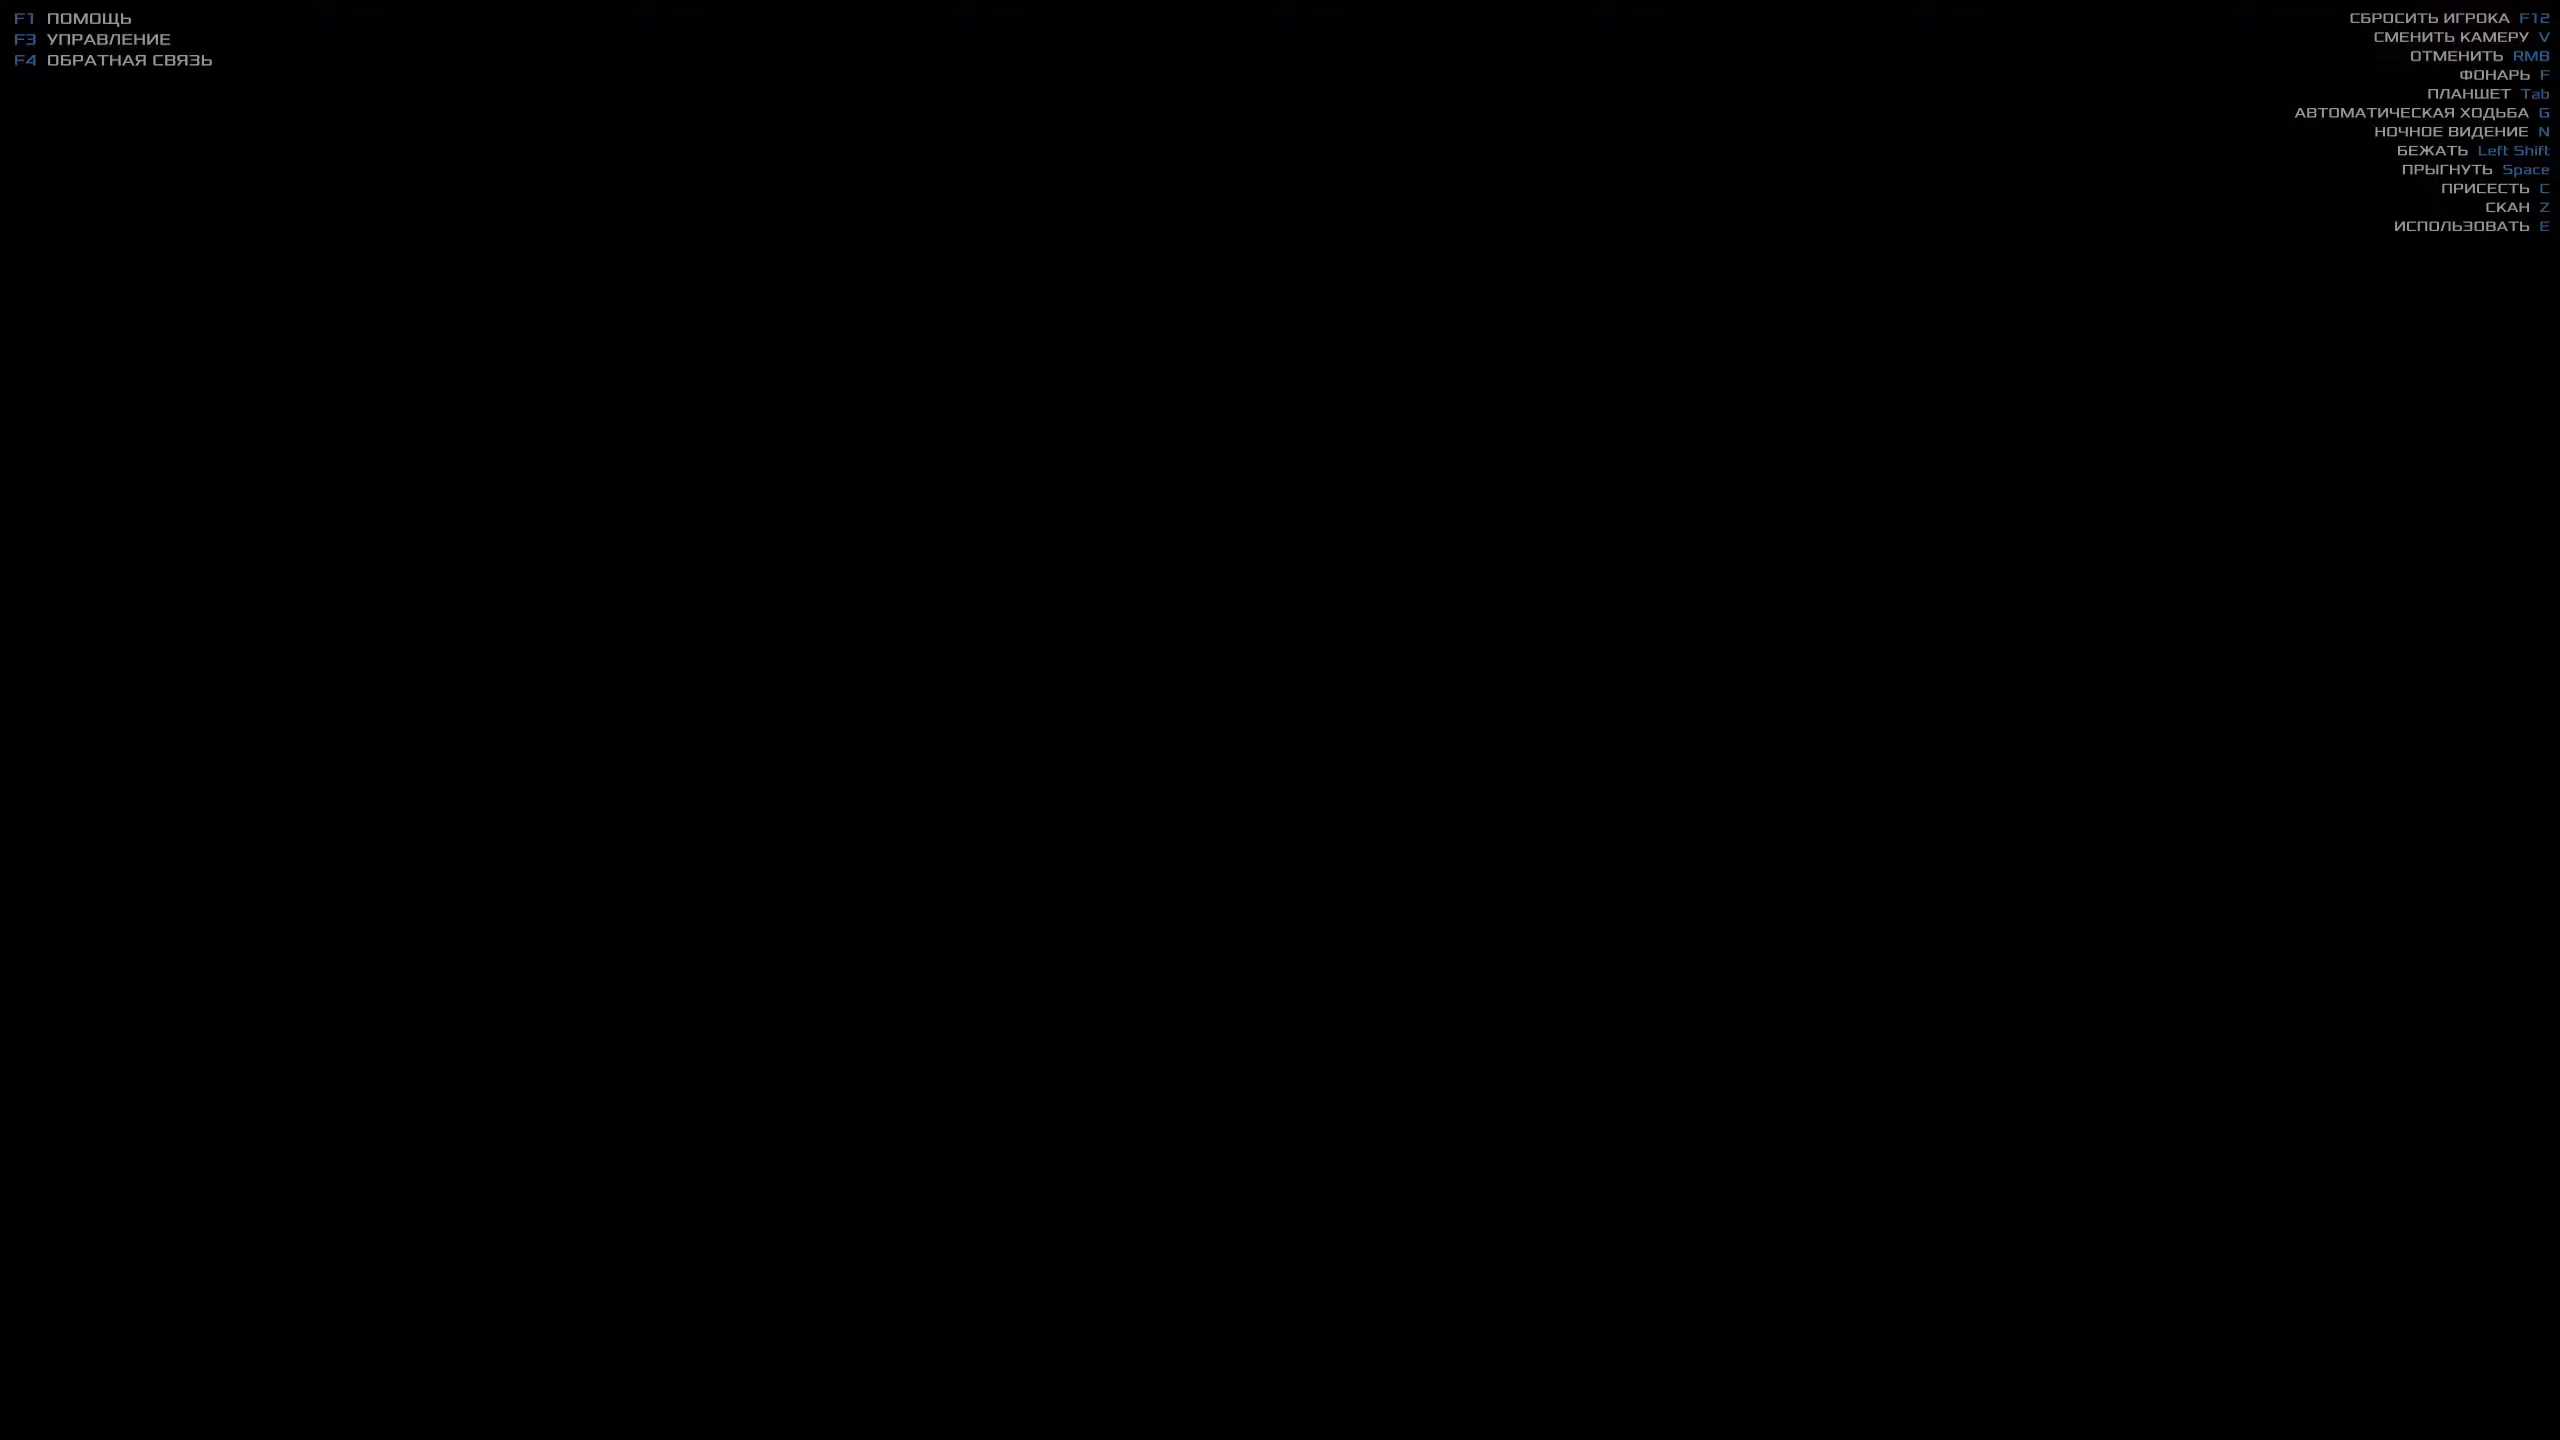 F1 ПОМОЩЬ
F3 УПРАВЛЕНИЕ
F4 ОБРАТНАЯ СВЯЗЬ
СБРОСИТЬ ИГРОКА F12
СМЕНИТЬ КАМЕРУ V
ОТМЕНИТЬ RMB
ФОНАРЬ F
ПЛАНШЕТ Tab
АВТОМАТИЧЕСКАЯ ХОДЬБА G
НОЧНОЕ ВИДЕНИЕ N
БЕЖАТЬ Left Shift
ПРЫГНУТЬ Space
ПРИСЕСТЬ C
СКАН Z
ИСПОЛЬЗОВАТЬ E